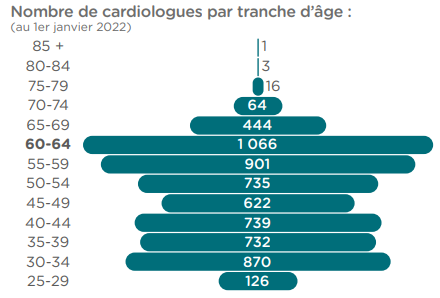 Nombre de cardiologues par tranche d’âge :
(au 1er janvier 2022)
85 + 1
80-84 3
75-79 16
70-74 64
65-69 444
60-64 1 066
55-59 901
50-54 735
45-49 622
40-44 739
35-39 732
30-34 870
25-29 126